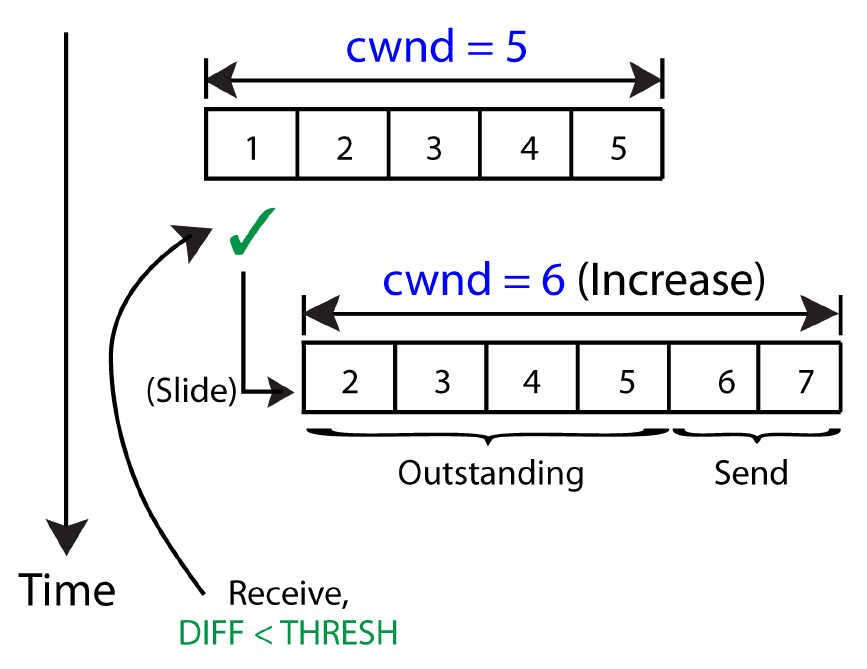 cwnd = 5
1 2 3 4 5
cwnd = 6 (Increase)
(Slide)
2 3 4 5 6 7
Outstanding
Send
Time
Receive,
DIFF < THRESH